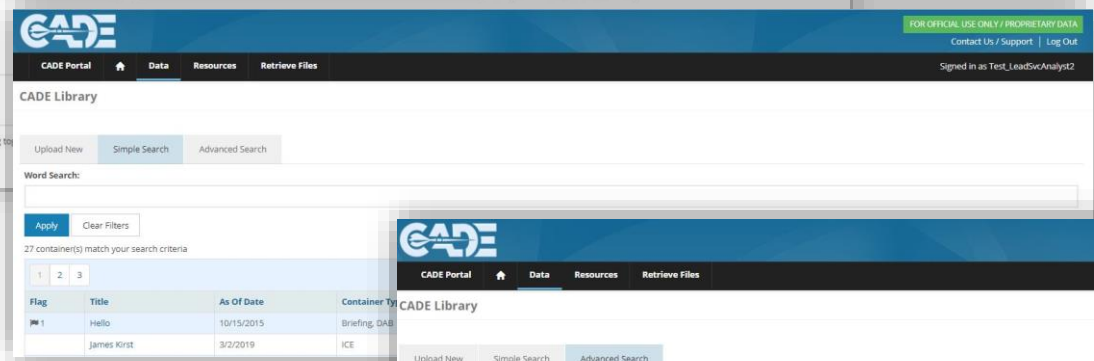 CADE
FOR OFFICIAL USE ONLY / PROPRIETARY DATA
Contact Us / Support | Log Out
CADE Portal Data Resources Retrieve Files
Signed in as Test_LeadSvcAnalyst2
CADE Library
Upload New Simple Search Advanced Search
Word Search:
Apply Clear Filters
27 container(s) match your search criteria
1 2 3
Flag Title As Of Date Container Ty
1 Hello 10/15/2015 Briefing, DAB
James Kirst 3/2/2019 ICE
CADE
CADE Portal Data Resources Retrieve Files
CADE Library
Upload New Simple Search Advanced Search